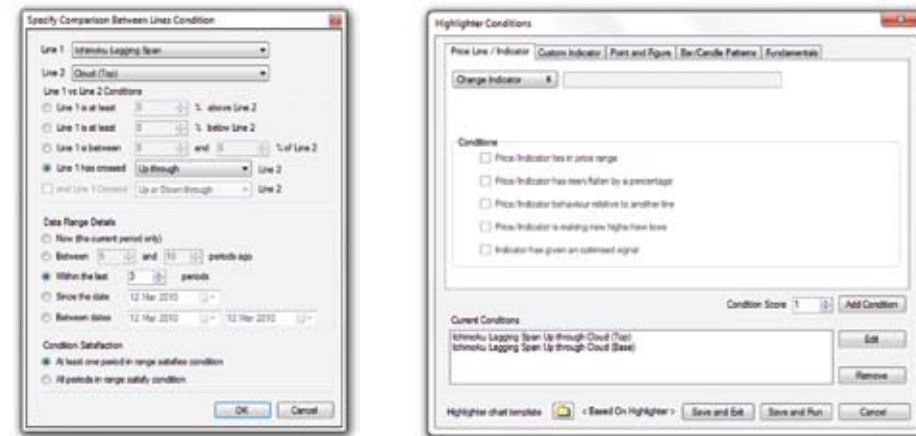 Specify Comparison Between Lines Condition
Line 1 Ichimoku Lagging Span
Line 2 Cloud (Top)
Line 1 vs Line 2 Conditions
Line 1 is at least 0 % above Line 2
Line 1 is at least 0 % below Line 2
Line 1 is between 0 and 0 % of Line 2
Line 1 has crossed Up through Line 2
and Line 1 Crossed Up or Down through Line 2
Data Range Details
Now (the current period only)
Between 5 and 10 periods ago
Within the last 3 periods
Since the date 12 Mar 2010
Between dates 12 Mar 2010 12 Mar 2010
Condition Satisfaction
At least one period in range satisfies condition
All periods in range satisfy condition
OK Cancel
Highlighter Conditions
Price Line / Indicator Custom Indicator Point and Figure Bar/Candle Patterns Fundamentals
Change Indicator
Conditions
Price/Indicator lies in price range
Price/Indicator has risen/fallen by a percentage
Price/Indicator behaviour relative to another line
Price/Indicator is making new highs/new lows
Indicator has given an optimised signal
Condition Score 1 Add Condition
Current Conditions
Ichimoku Lagging Span Up through Cloud (Top)
Ichimoku Lagging Span Up through Cloud (Base)
Edit
Remove
Highlighter chart template < Based On Highlighter > Save and Exit Save and Run Cancel